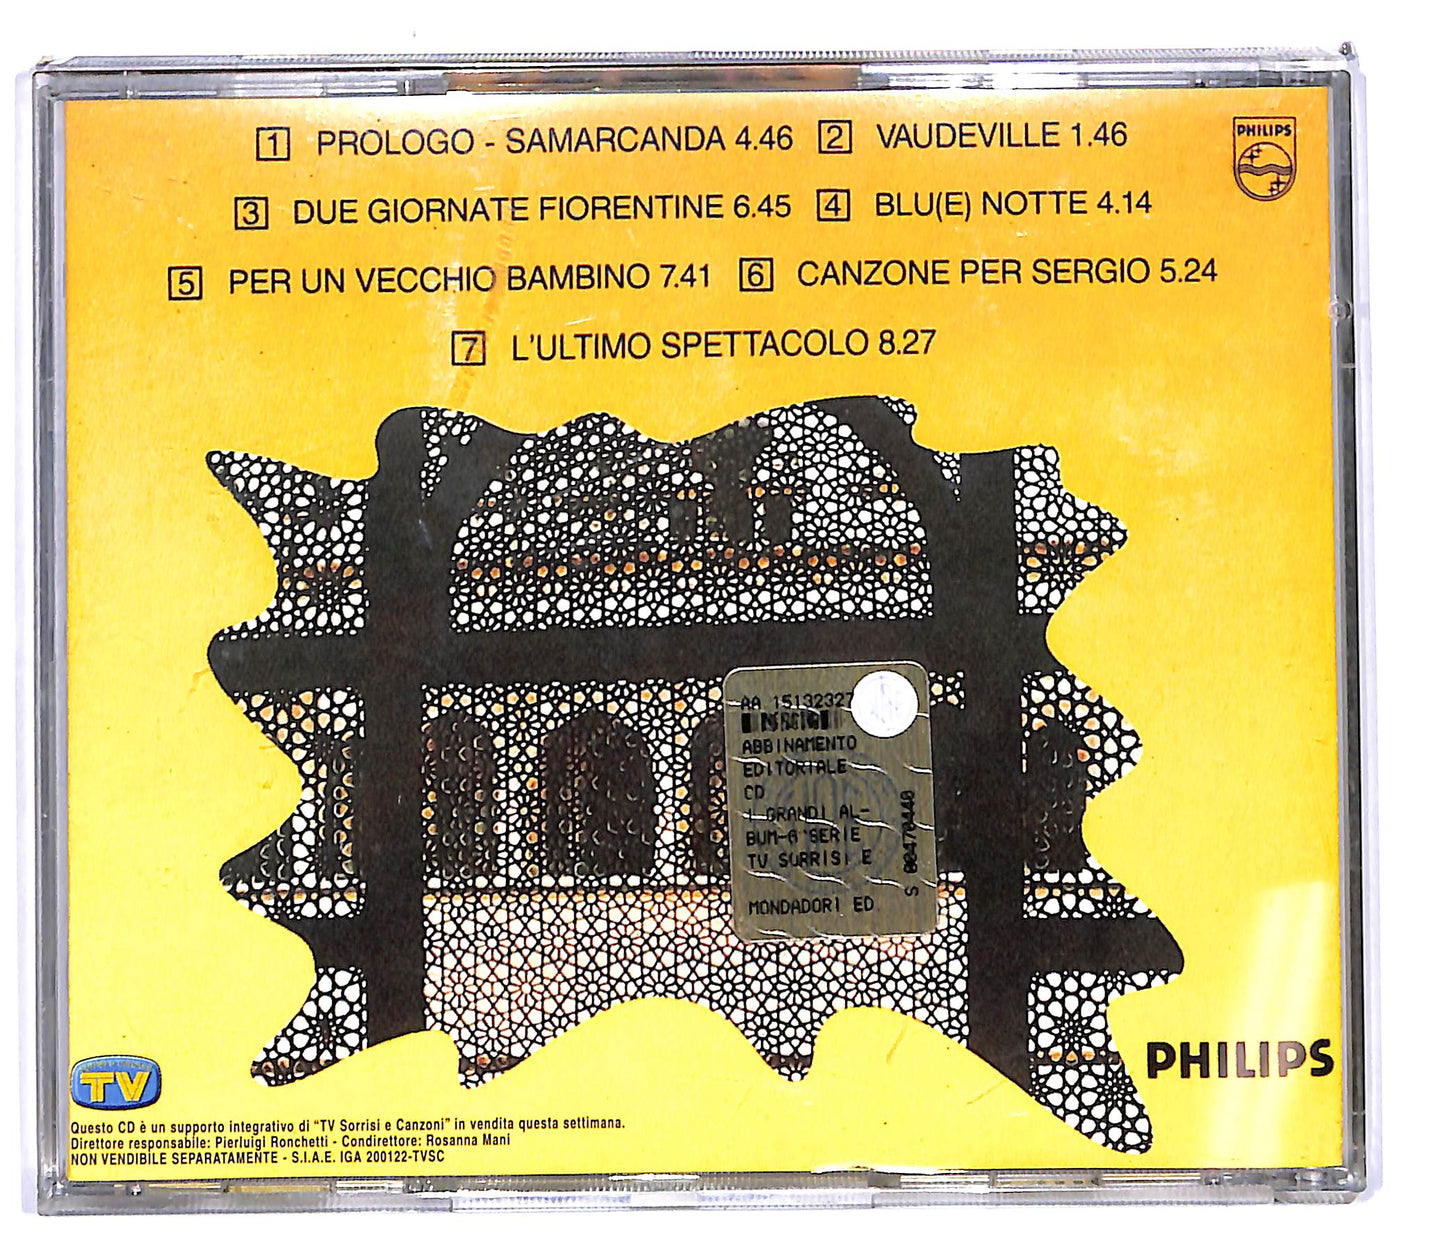 1 PROLOGO - SAMARCANDA 4.46 2 VAUDEVILLE 1.46
PHILIPS
3 DUE GIORNATE FIORENTINE 6.45 4 BLU(E) NOTTE 4.14
5 PER UN VECCHIO BAMBINO 7.41 6 CANZONE PER SERGIO 5.24
7 L'ULTIMO SPETTACOLO 8.27
AA 15132327
ABBINAMENTO
EDITORIALE
CD
I GRANDI AL-
BUM-6°SERIE
TV SORRISI E
MONDADORI ED
S 00470440
PHILIPS
TV
Questo CD è un supporto integrativo di "TV Sorrisi e Canzoni" in vendita questa settimana.
Direttore responsabile: Pierluigi Ronchetti - Condirettore: Rosanna Mani
NON VENDIBILE SEPARATAMENTE - S.I.A.E. IGA 200122-TVSC